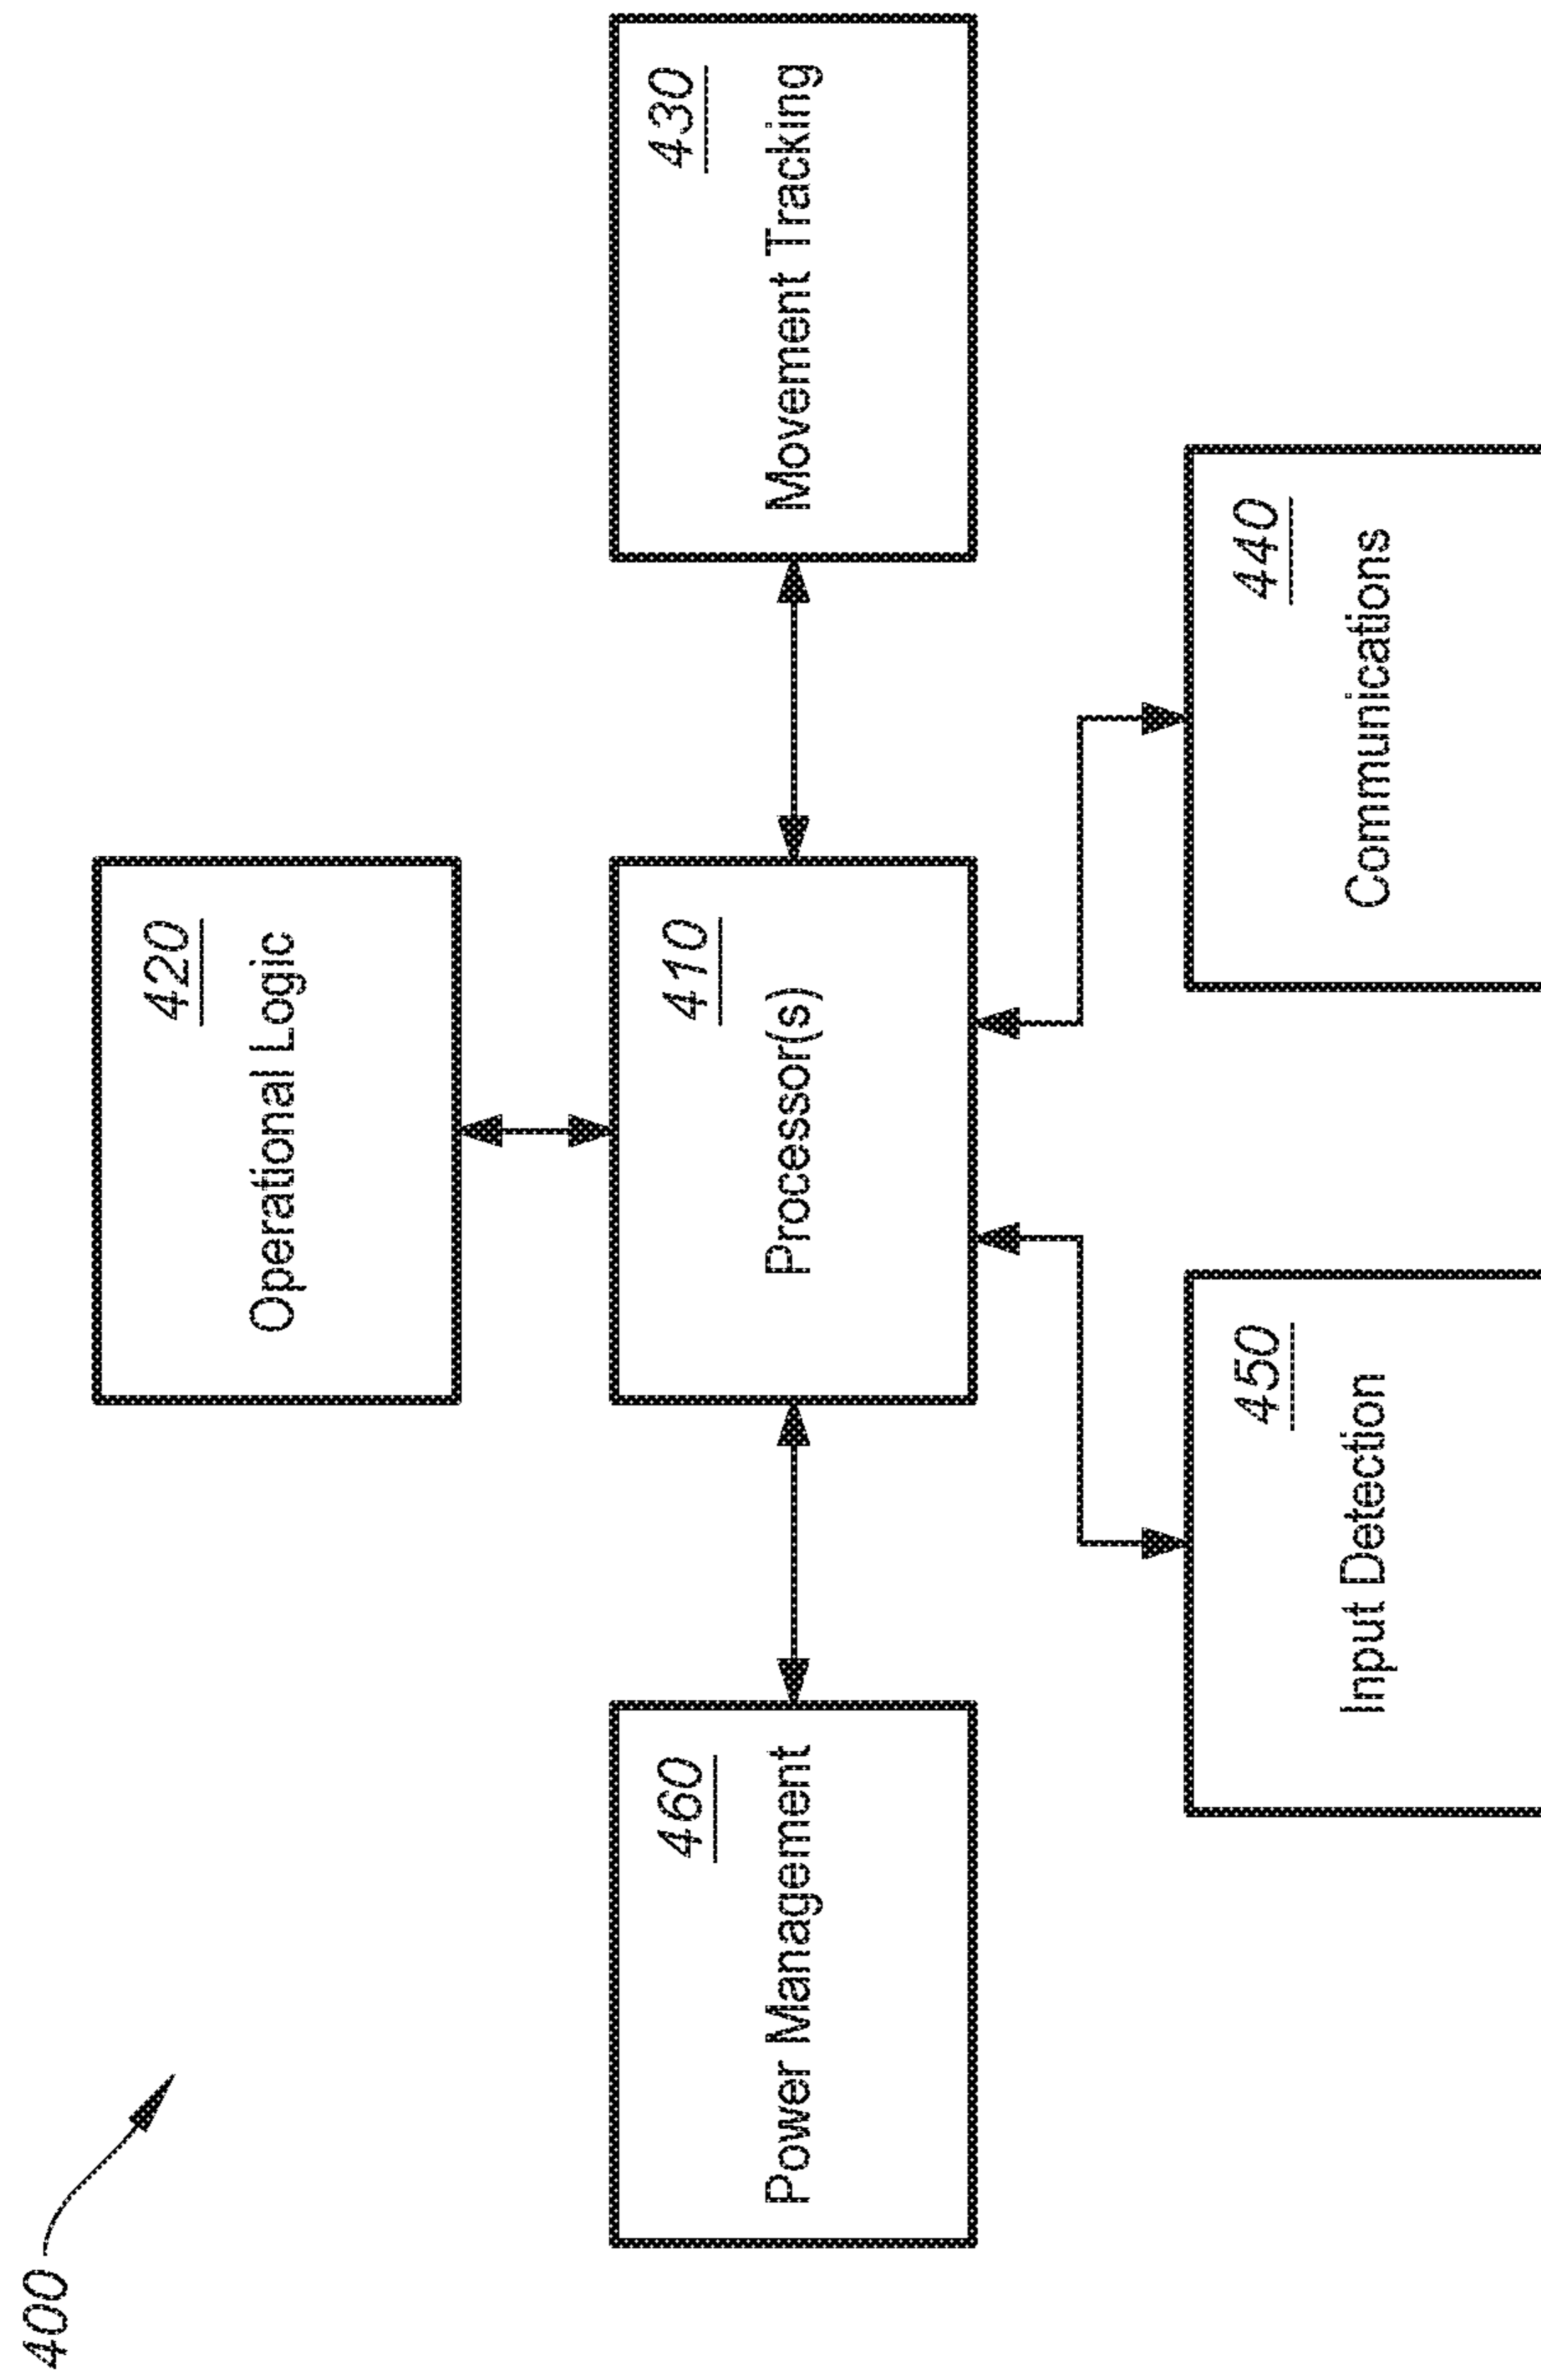 400
420
Operational Logic
460
Power Management
410
Processor(s)
430
Movement Tracking
450
Input Detection
440
Communications